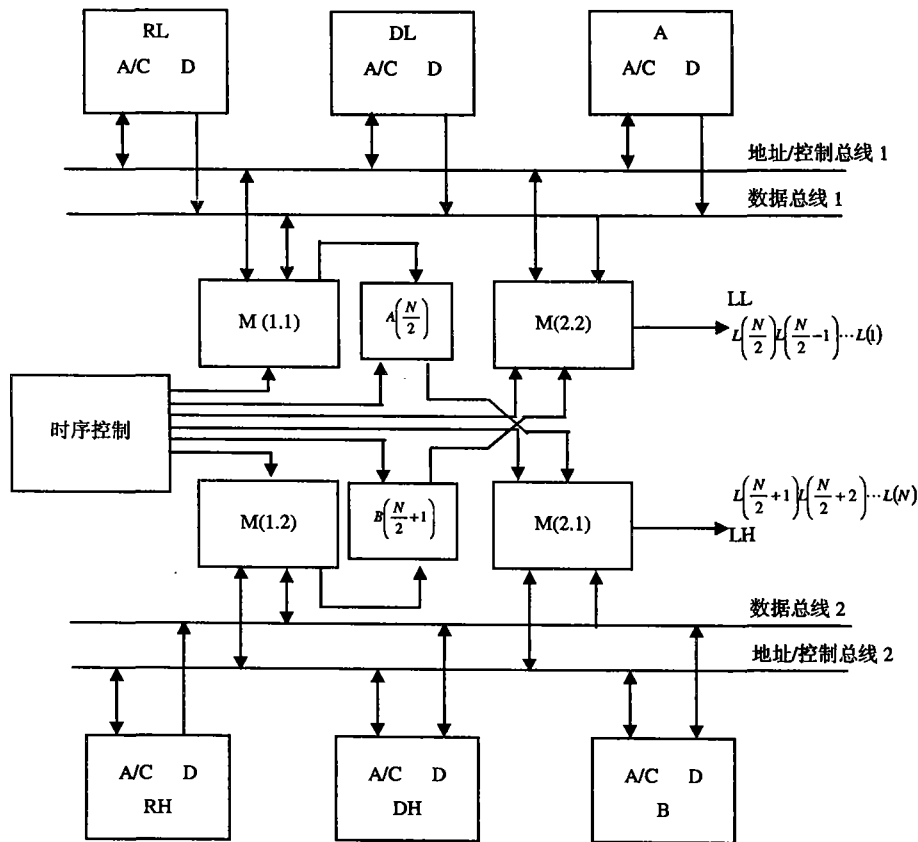 RL
A/C D
DL
A/C D
A
A/C D
地址/控制总线 1
数据总线 1
M (1.1)
A(N/2)
M(2.2)
LL
L(N/2)L(N/2-1)···L(1)
时序控制
M(1.2)
B(N/2+1)
M(2.1)
L(N/2+1)L(N/2+2)···L(N)
LH
数据总线 2
地址/控制总线 2
A/C D
RH
A/C D
DH
A/C D
B